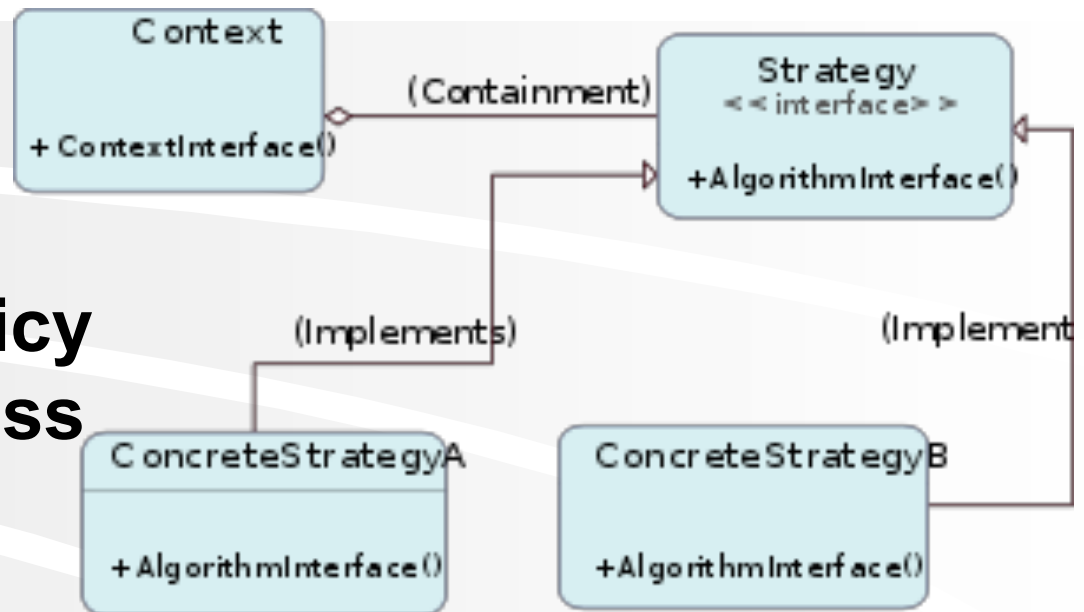 Context
+ ContextInterface()
(Containment)
Strategy
<< interface> >
+AlgorithmInterface()
(Implements)
(Implement
icy
ss
ConcreteStrategyA
+ AlgorithmInterface()
ConcreteStrategyB
+AlgorithmInterface()